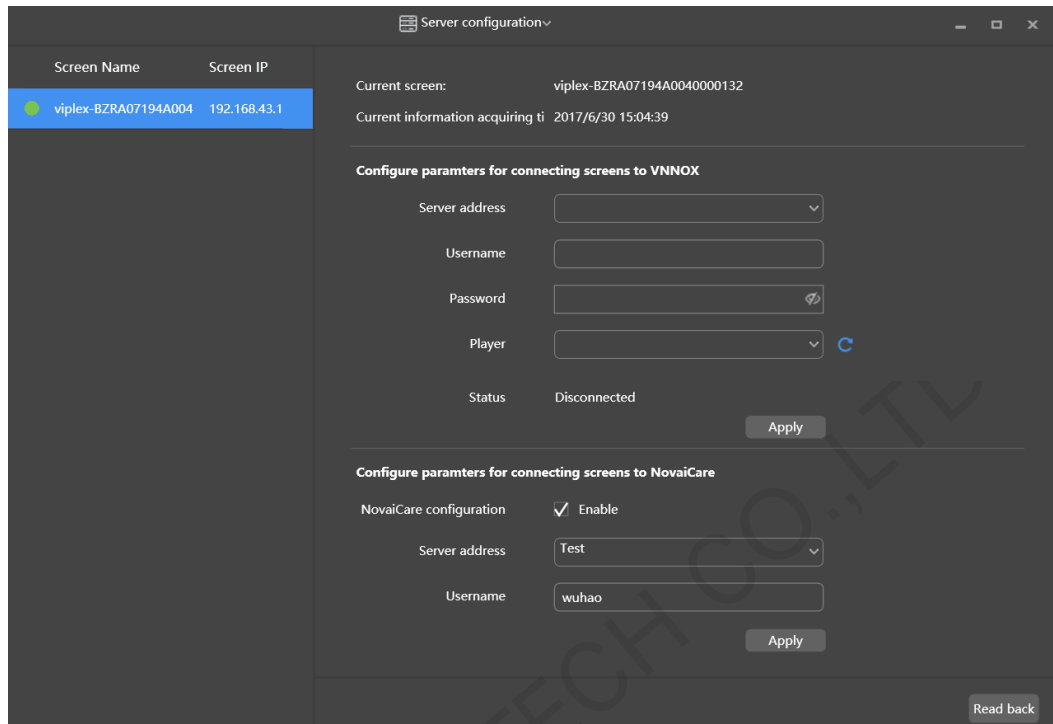 Server configuration
Screen Name Screen IP
viplex-BZRA07194A004 192.168.43.1
Current screen: viplex-BZRA07194A0040000132
Current information acquiring ti 2017/6/30 15:04:39
Configure paramters for connecting screens to VNNOX
Server address
Username
Password
Player
Status Disconnected
Apply
Configure paramters for connecting screens to NovaiCare
NovaiCare configuration Enable
Server address Test
Username wuhao
Apply
Read back
TECH CO.,LTD